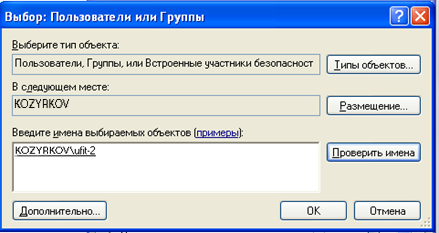 Выбор: Пользователи или Группы
Выберите тип объекта:
Пользователи, Группы, или Встроенные участники безопасност
Типы объектов...
В следующем месте:
KOZYRKOV
Размещение...
Введите имена выбираемых объектов (примеры):
KOZYRKOV\ufit-2
Проверить имена
Дополнительно...
ОК
Отмена